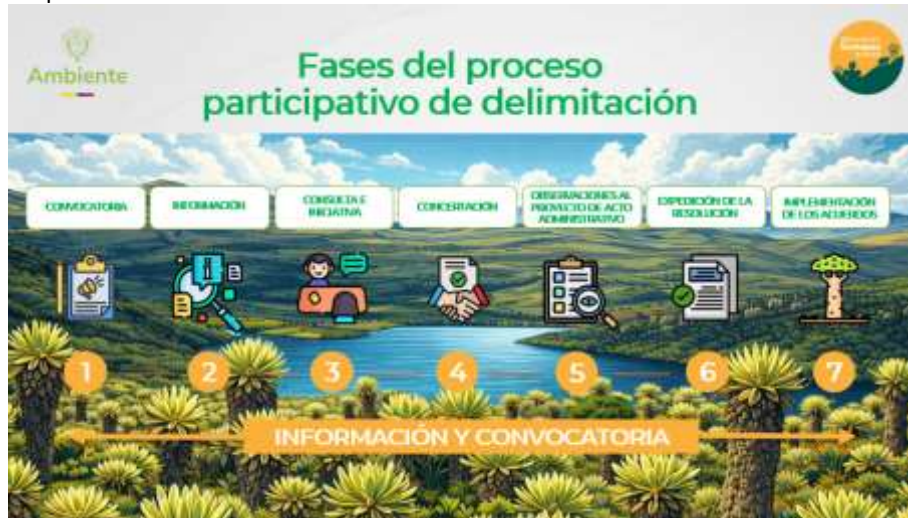 Ambiente
Fases del proceso
participativo de delimitación
CONVOCATORIA
INFORMACIÓN
CONSULTA E
INICIATIVA
CONCERTACIÓN
OBSERVACIONES AL
PROYECTO DE ACTO
ADMINISTRATIVO
EXPEDICIÓN DE LA
RESOLUCIÓN
IMPLEMENTACIÓN
DE LOS ACUERDOS
1
2
3
4
5
6
7
INFORMACIÓN Y CONVOCATORIA